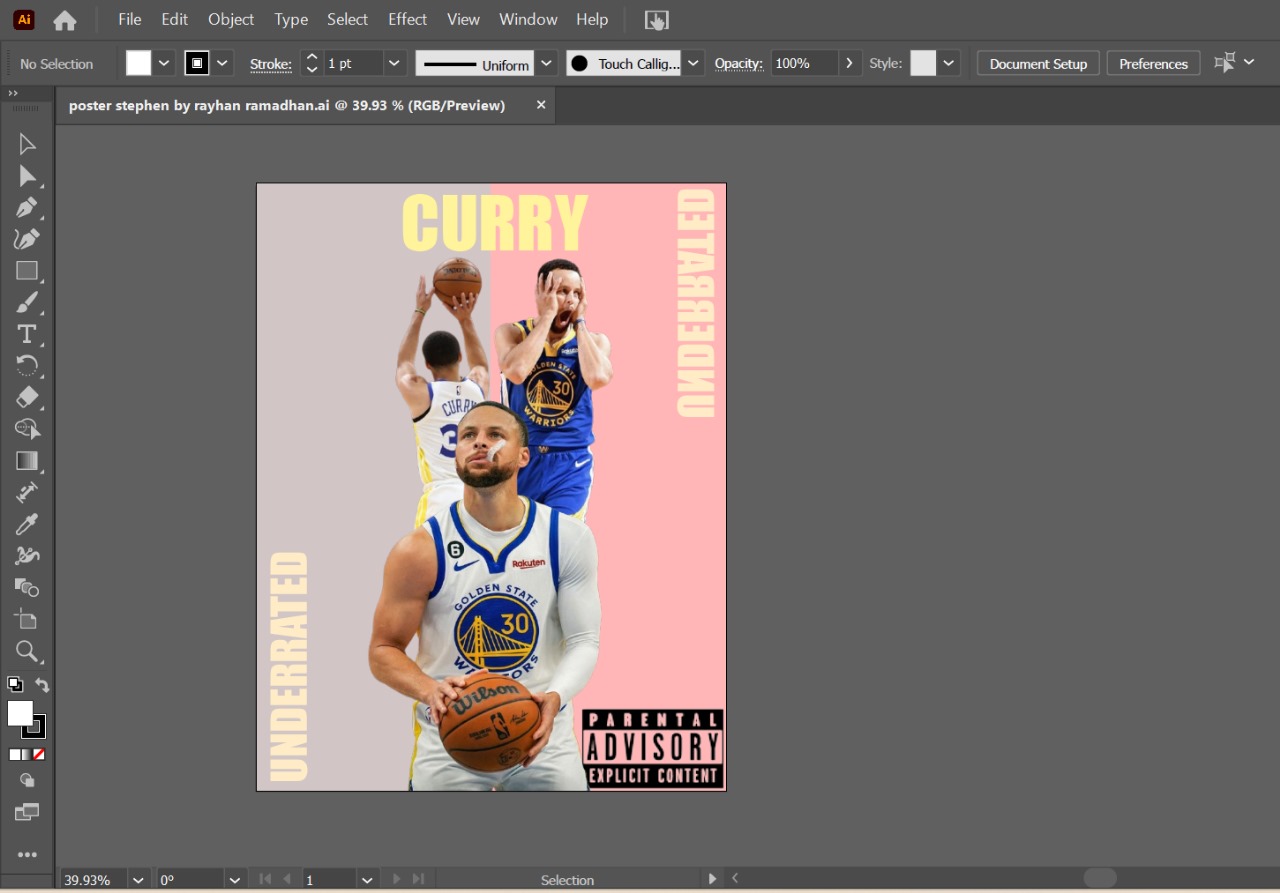 Ai File Edit Object Type Select Effect View Window Help
No Selection Stroke: 1 pt Uniform Touch Callig... Opacity: 100% Style: Document Setup Preferences
poster stephen by rayhan ramadhan.ai @ 39.93 % (RGB/Preview)
CURRY
UNDERRATED
CURRY
3
GOLDEN STATE
30
WARRIORS
6
Rakuten
GOLDEN STATE
30
WARRIORS
UNDERRATED
Wilson
PARENTAL
ADVISORY
EXPLICIT CONTENT
39.93% 0° 1 Selection